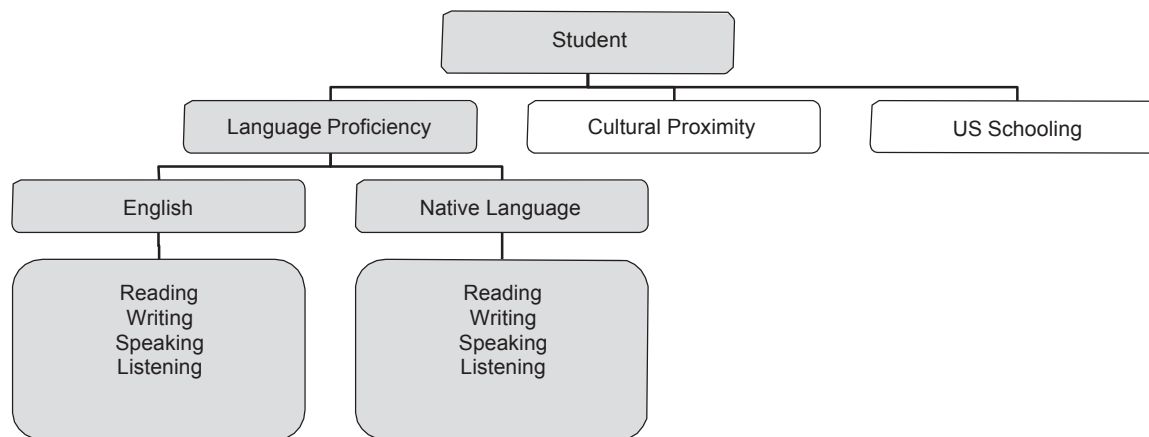 Student
Language Proficiency
Cultural Proximity
US Schooling
English
Native Language
Reading
Writing
Speaking
Listening
Reading
Writing
Speaking
Listening